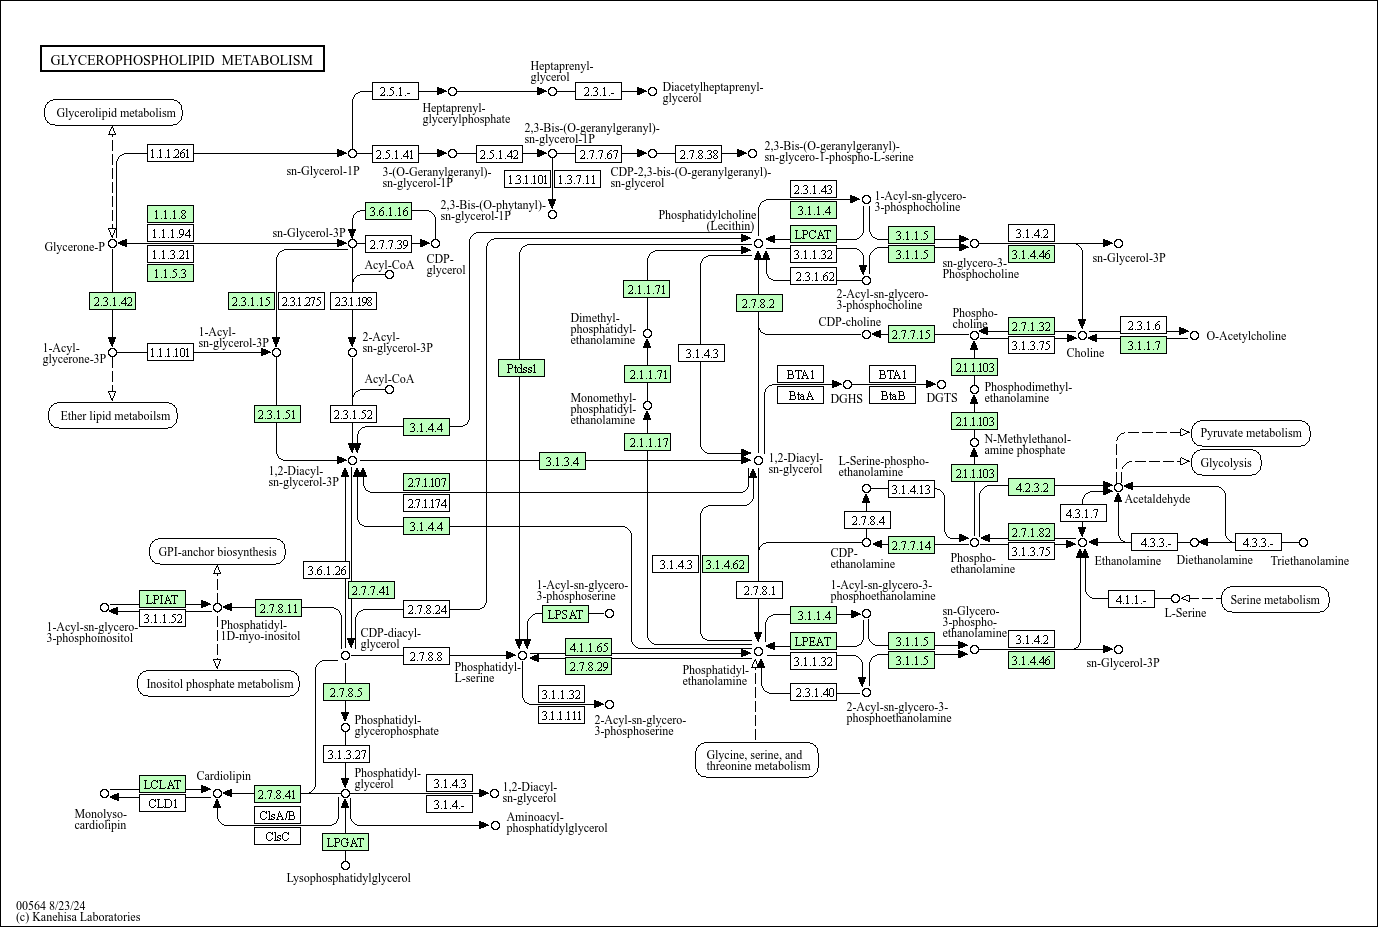 GLYCEROPHOSPHOLIPID METABOLISM
Heptaprenyl-
glycerol
2.5.1.-
2.3.1.-
Diacetylheptaprenyl-
glycerol
Heptaprenyl-
glycerylphosphate
Glycerolipid metabolism
2,3-Bis-(O-geranylgeranyl)-
sn-glycerol-1P
1.1.1.261
2.5.1.41
2.5.1.42
2.7.7.67
2.7.8.38
2,3-Bis-(O-geranylgeranyl)-
sn-glycero-1-phospho-L-serine
sn-Glycerol-1P
3-(O-Geranylgeranyl)-
sn-glycerol-1P
1.3.1.101
1.3.7.11
CDP-2,3-bis-(O-geranylgeranyl)-
sn-glycerol
2,3-Bis-(O-phytanyl)-
sn-glycerol-1P
1.1.1.8
1.1.1.94
1.1.3.21
1.1.5.3
Glycerone-P
sn-Glycerol-3P
3.6.1.16
2.7.7.39
CDP-
glycerol
Acyl-CoA
Phosphatidylcholine
(Lecithin)
2.3.1.43
3.1.1.4
LPCAT
3.1.1.32
2.3.1.62
1-Acyl-sn-glycero-
3-phosphocholine
3.1.1.5
3.1.1.5
3.1.4.2
3.1.4.46
sn-glycero-3-
Phosphocholine
sn-Glycerol-3P
2-Acyl-sn-glycero-
3-phosphocholine
2.3.1.42
2.3.1.15
2.3.1.275
2.3.1.198
2.1.1.71
2.7.8.2
Dimethyl-
phosphatidyl-
ethanolamine
CDP-choline
2.7.7.15
Phospho-
choline
2.7.1.32
3.1.3.75
Choline
2.3.1.6
3.1.1.7
O-Acetylcholine
1-Acyl-
glycerone-3P
1.1.1.101
1-Acyl-
sn-glycerol-3P
2-Acyl-
sn-glycerol-3P
3.1.4.3
Ptdss1
2.1.1.71
2.1.1.103
Acyl-CoA
BTA1
BtaA
DGHS
BTA1
BtaB
DGTS
Phosphodimethyl-
ethanolamine
Ether lipid metaboilsm
2.3.1.51
2.3.1.52
3.1.4.4
Monomethyl-
phosphatidyl-
ethanolamine
2.1.1.17
2.1.1.103
N-Methylethanol-
amine phosphate
Pyruvate metabolism
Glycolysis
1,2-Diacyl-
sn-glycerol-3P
3.1.3.4
1,2-Diacyl-
sn-glycerol
L-Serine-phospho-
ethanolamine
2.1.1.103
2.7.1.107
2.7.1.174
3.1.4.4
3.1.4.13
4.2.3.2
Acetaldehyde
2.7.8.4
4.3.1.7
2.7.7.14
2.7.1.82
3.1.3.75
4.3.3.-
4.3.3.-
CDP-
ethanolamine
Phospho-
ethanolamine
Ethanolamine
Diethanolamine
Triethanolamine
GPI-anchor biosynthesis
3.6.1.26
2.7.7.41
3.1.4.3
3.1.4.62
2.7.8.1
4.1.1.-
L-Serine
Serine metabolism
LPIAT
3.1.1.52
1-Acyl-sn-glycero-
3-phosphoinositol
2.7.8.11
Phosphatidyl-
1D-myo-inositol
2.7.8.24
1-Acyl-sn-glycero-
3-phosphoserine
LPSAT
1-Acyl-sn-glycero-3-
phosphoethanolamine
3.1.1.4
LPEAT
3.1.1.32
2.3.1.40
3.1.1.5
3.1.1.5
sn-Glycero-
3-phospho-
ethanolamine
3.1.4.2
3.1.4.46
sn-Glycerol-3P
CDP-diacyl-
glycerol
2.7.8.8
Phosphatidyl-
L-serine
4.1.1.65
2.7.8.29
Phosphatidyl-
ethanolamine
3.1.1.32
3.1.1.111
2-Acyl-sn-glycero-
3-phosphoserine
2-Acyl-sn-glycero-3-
phosphoethanolamine
Inositol phosphate metabolism
2.7.8.5
Phosphatidyl-
glycerophosphate
3.1.3.27
Glycine, serine, and
threonine metabolism
LCLAT
CLD1
Monolyso-
cardiolipin
Cardiolipin
2.7.8.41
ClsA/B
ClsC
Phosphatidyl-
glycerol
3.1.4.3
3.1.4.-
1,2-Diacyl-
sn-glycerol
Aminoacyl-
phosphatidylglycerol
LPGAT
Lysophosphatidylglycerol
00564 8/23/24
(c) Kanehisa Laboratories